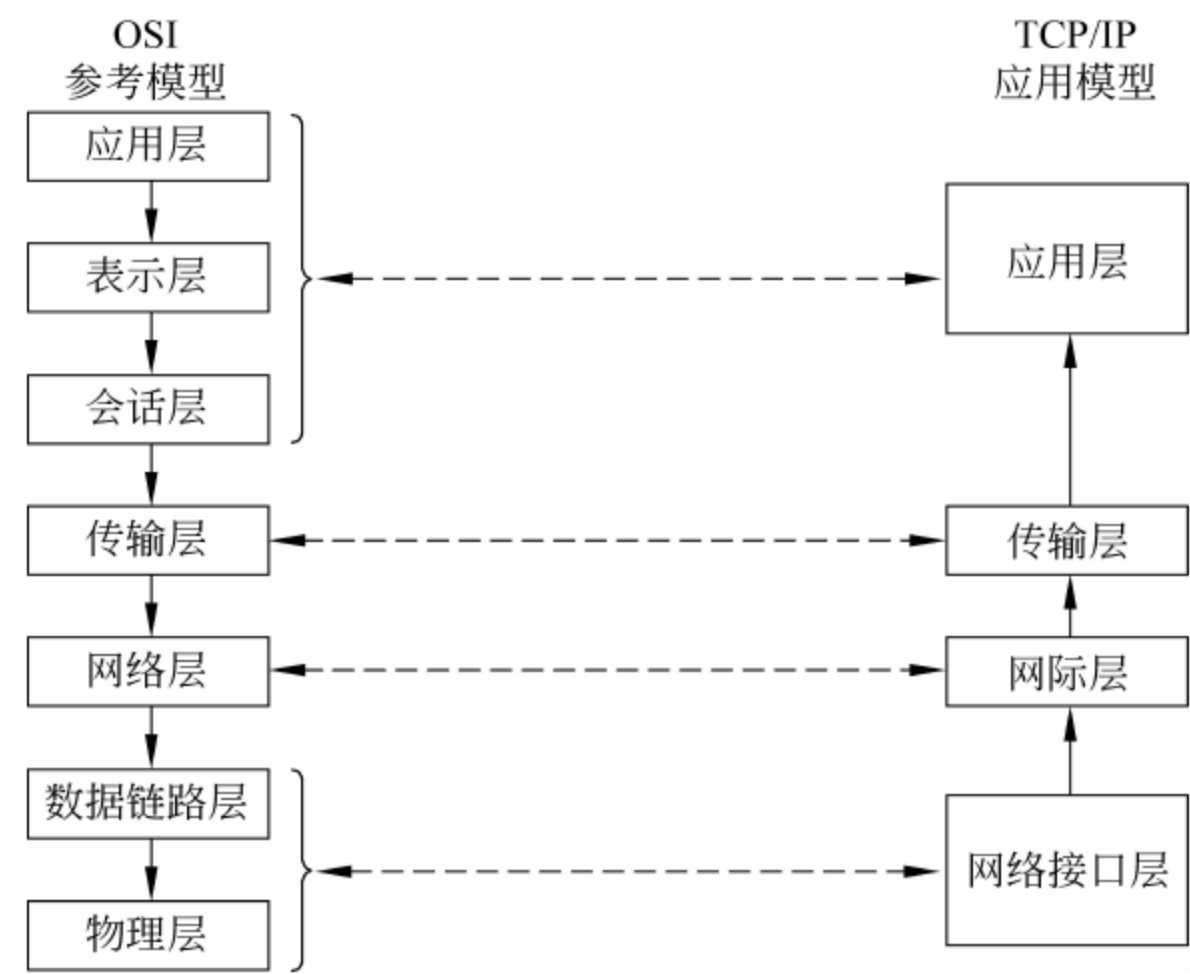 OSI
参考模型
应用层
表示层
会话层
传输层
网络层
数据链路层
物理层
TCP/IP
应用模型
应用层
传输层
网际层
网络接口层